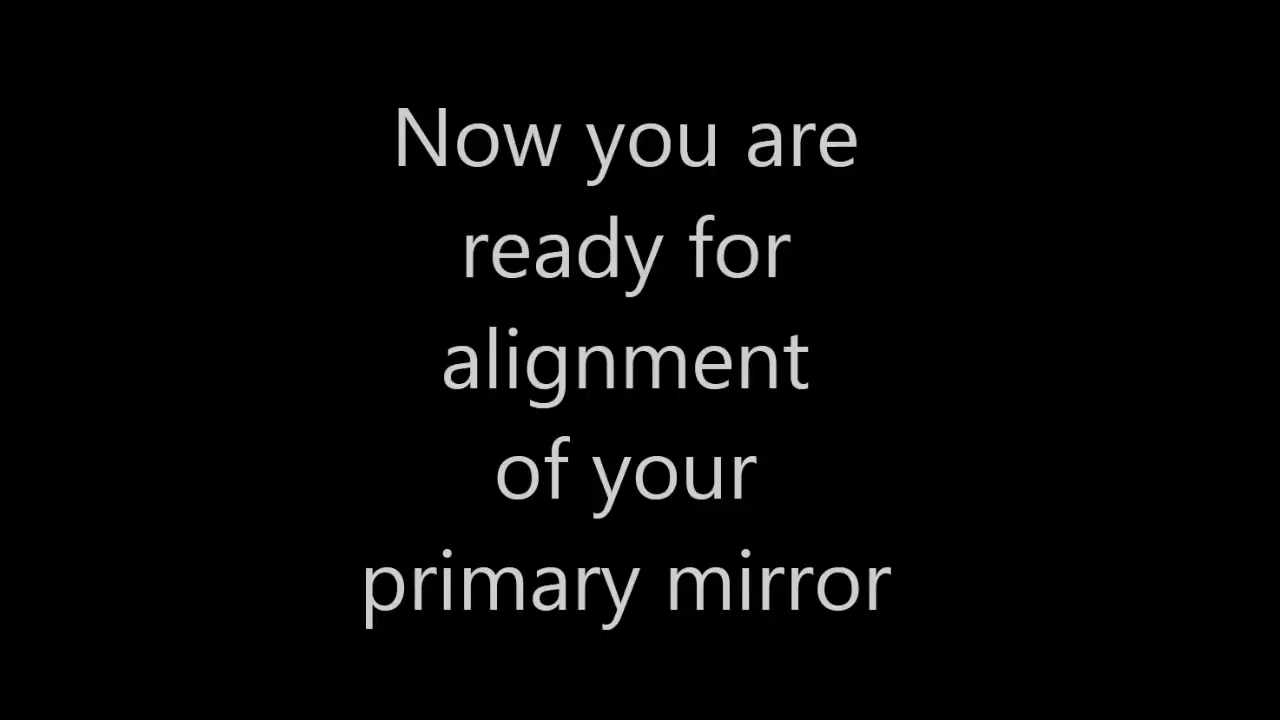 Now you are
ready for
alignment
of your
primary mirror